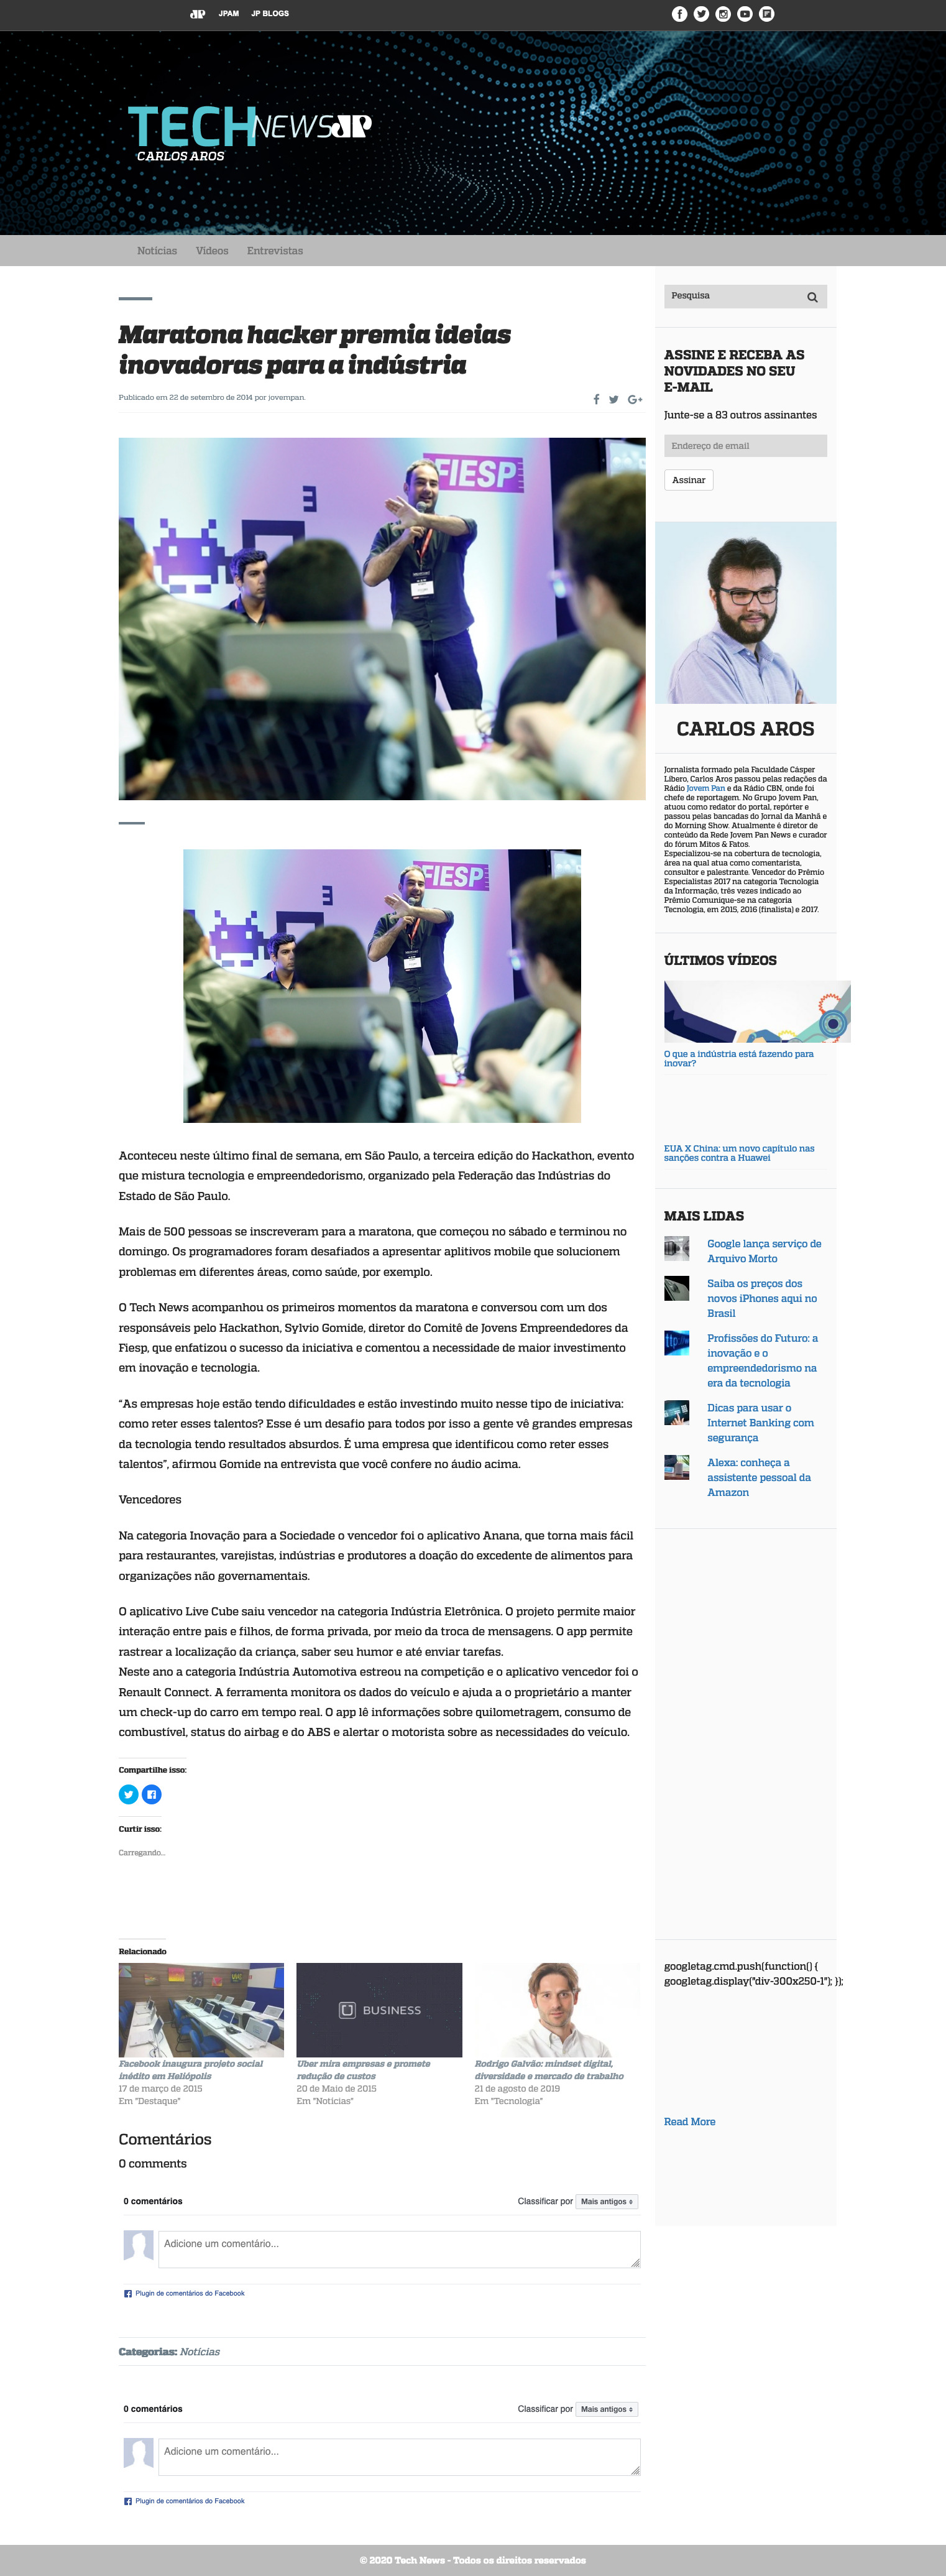 JP JPAM JP BLOGS
TECHNEWSJP
CARLOS AROS
Notícias Vídeos Entrevistas
Maratona hacker premia ideias
inovadoras para a indústria
Publicado em 22 de setembro de 2014 por jovempan.
FIESP
FIESP
Aconteceu neste último final de semana, em São Paulo, a terceira edição do Hackathon, evento
que mistura tecnologia e empreendedorismo, organizado pela Federação das Indústrias do
Estado de São Paulo.
Mais de 500 pessoas se inscreveram para a maratona, que começou no sábado e terminou no
domingo. Os programadores foram desafiados a apresentar aplitivos mobile que solucionem
problemas em diferentes áreas, como saúde, por exemplo.
O Tech News acompanhou os primeiros momentos da maratona e conversou com um dos
responsáveis pelo Hackathon, Sylvio Gomide, diretor do Comitê de Jovens Empreendedores da
Fiesp, que enfatizou o sucesso da iniciativa e comentou a necessidade de maior investimento
em inovação e tecnologia.
“As empresas hoje estão tendo dificuldades e estão investindo muito nesse tipo de iniciativa:
como reter esses talentos? Esse é um desafio para todos por isso a gente vê grandes empresas
da tecnologia tendo resultados absurdos. É uma empresa que identificou como reter esses
talentos”, afirmou Gomide na entrevista que você confere no áudio acima.
Vencedores
Na categoria Inovação para a Sociedade o vencedor foi o aplicativo Anana, que torna mais fácil
para restaurantes, varejistas, indústrias e produtores a doação do excedente de alimentos para
organizações não governamentais.
O aplicativo Live Cube saiu vencedor na categoria Indústria Eletrônica. O projeto permite maior
interação entre pais e filhos, de forma privada, por meio da troca de mensagens. O app permite
rastrear a localização da criança, saber seu humor e até enviar tarefas.
Neste ano a categoria Indústria Automotiva estreou na competição e o aplicativo vencedor foi o
Renault Connect. A ferramenta monitora os dados do veículo e ajuda a o proprietário a manter
um check-up do carro em tempo real. O app lê informações sobre quilometragem, consumo de
combustível, status do airbag e do ABS e alertar o motorista sobre as necessidades do veículo.
Compartilhe isso:
Curtir isso:
Carregando...
Relacionado
BUSINESS
Facebook inaugura projeto social
inédito em Heliópolis
17 de março de 2015
Em "Destaque"
Uber mira empresas e promete
redução de custos
20 de Maio de 2015
Em "Notícias"
Rodrigo Galvão: mindset digital,
diversidade e mercado de trabalho
21 de agosto de 2019
Em "Tecnologia"
Comentários
0 comments
0 comentários Classificar por Mais antigos
Adicione um comentário...
Plugin de comentários do Facebook
Categorias: Notícias
0 comentários Classificar por Mais antigos
Adicione um comentário...
Plugin de comentários do Facebook
Pesquisa
ASSINE E RECEBA AS
NOVIDADES NO SEU
E-MAIL
Junte-se a 83 outros assinantes
Endereço de email
Assinar
CARLOS AROS
Jornalista formado pela Faculdade Cásper
Líbero, Carlos Aros passou pelas redações da
Rádio Jovem Pan e da Rádio CBN, onde foi
chefe de reportagem. No Grupo Jovem Pan,
atuou como redator do portal, repórter e
passou pelas bancadas do Jornal da Manhã e
do Morning Show. Atualmente é diretor de
conteúdo da Rede Jovem Pan News e curador
do fórum Mitos & Fatos.
Especializou-se na cobertura de tecnologia,
área na qual atua como comentarista,
consultor e palestrante. Vencedor do Prêmio
Especialistas 2017 na categoria Tecnologia
da Informação, três vezes indicado ao
Prêmio Comunique-se na categoria
Tecnologia, em 2015, 2016 (finalista) e 2017.
ÚLTIMOS VÍDEOS
O que a indústria está fazendo para
inovar?
EUA X China: um novo capítulo nas
sanções contra a Huawei
MAIS LIDAS
Google lança serviço de
Arquivo Morto
Saiba os preços dos
novos iPhones aqui no
Brasil
Profissões do Futuro: a
inovação e o
empreendedorismo na
era da tecnologia
Dicas para usar o
Internet Banking com
segurança
Alexa: conheça a
assistente pessoal da
Amazon
googletag.cmd.push(function() {
googletag.display("div-300x250-1"); });
Read More
© 2020 Tech News - Todos os direitos reservados